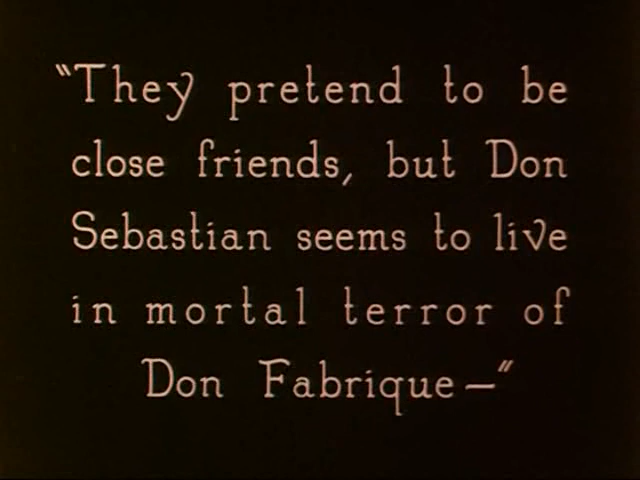 "They pretend to be
close friends, but Don
Sebastian seems to live
in mortal terror of
Don Fabrique—"